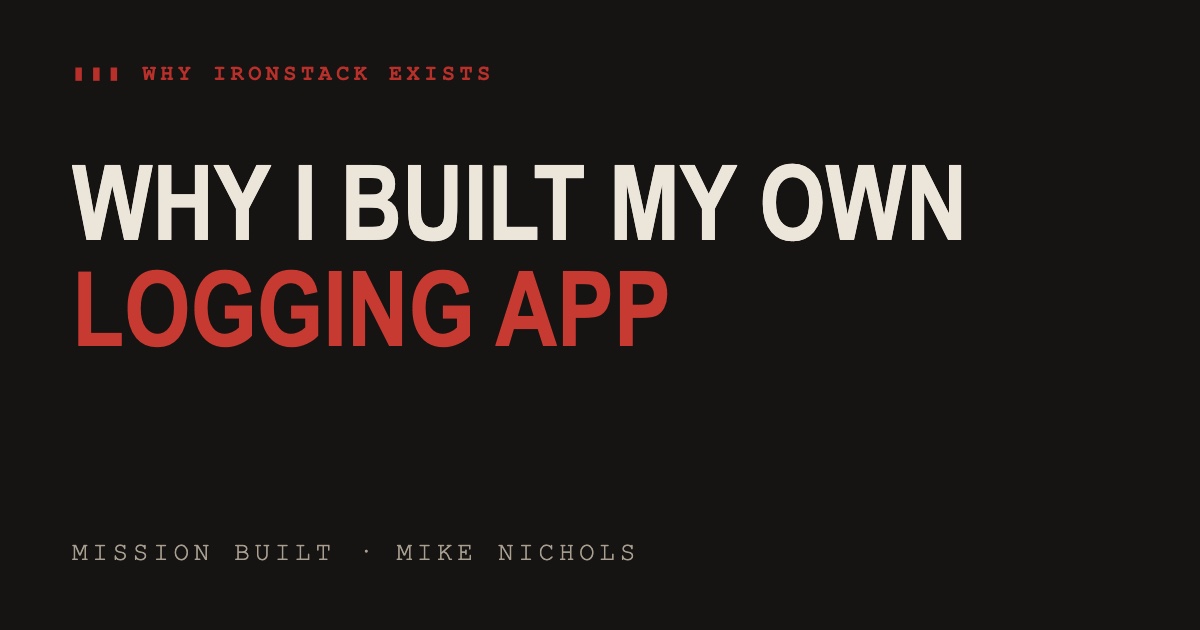 ▮▮▮ WHY IRONSTACK EXISTS
WHY I BUILT MY OWN
LOGGING APP
MISSION BUILT · MIKE NICHOLS